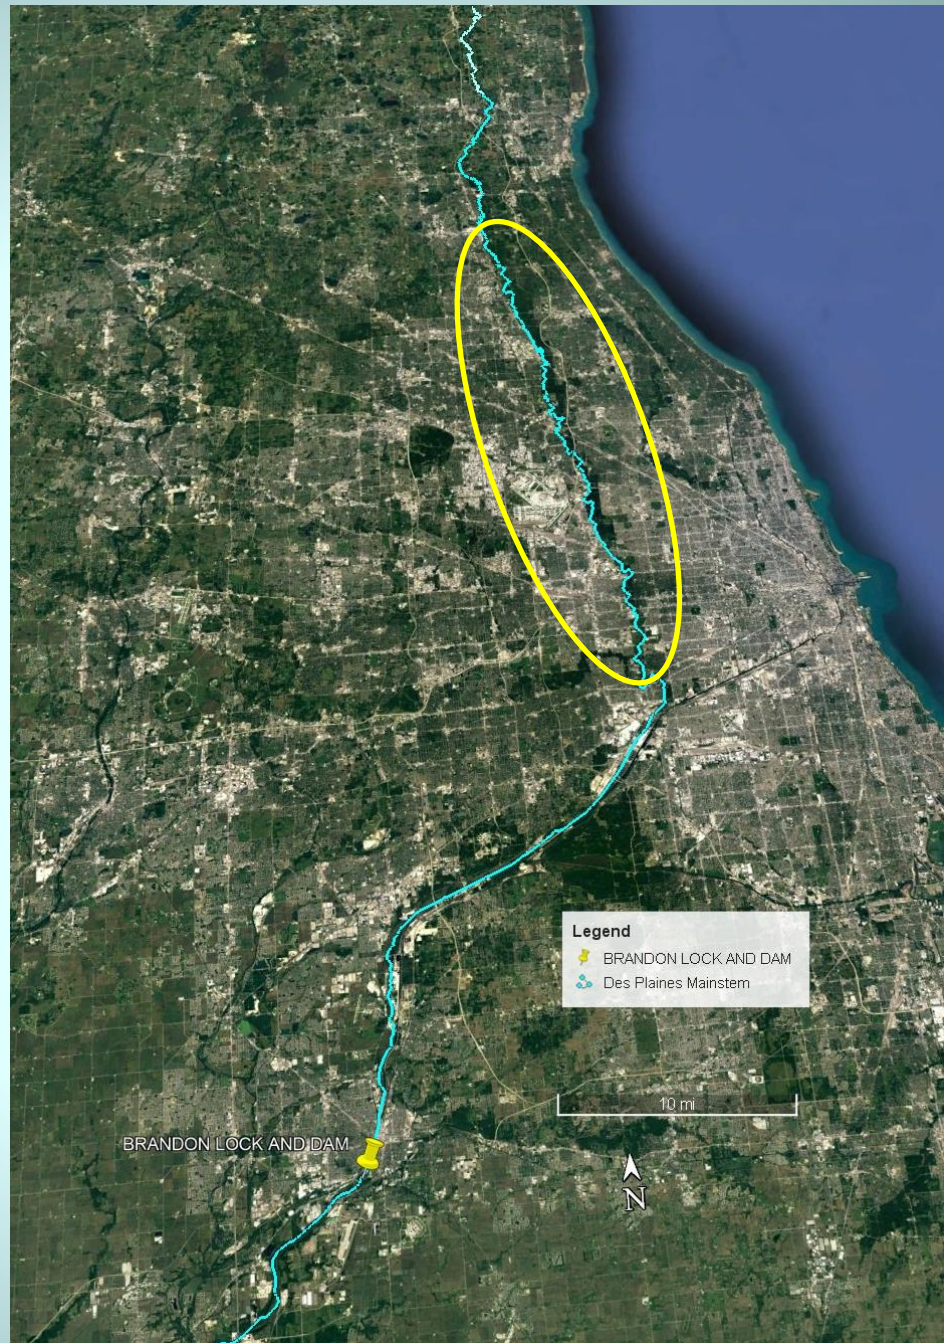 Legend
BRANDON LOCK AND DAM
Des Plaines Mainstem
10 mi
BRANDON LOCK AND DAM
N